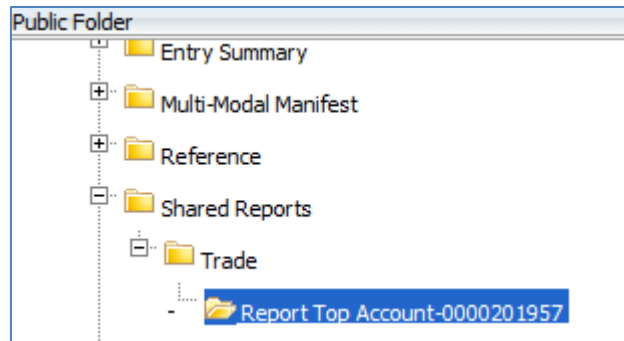 Public Folder
Entry Summary
Multi-Modal Manifest
Reference
Shared Reports
Trade
Report Top Account-0000201957